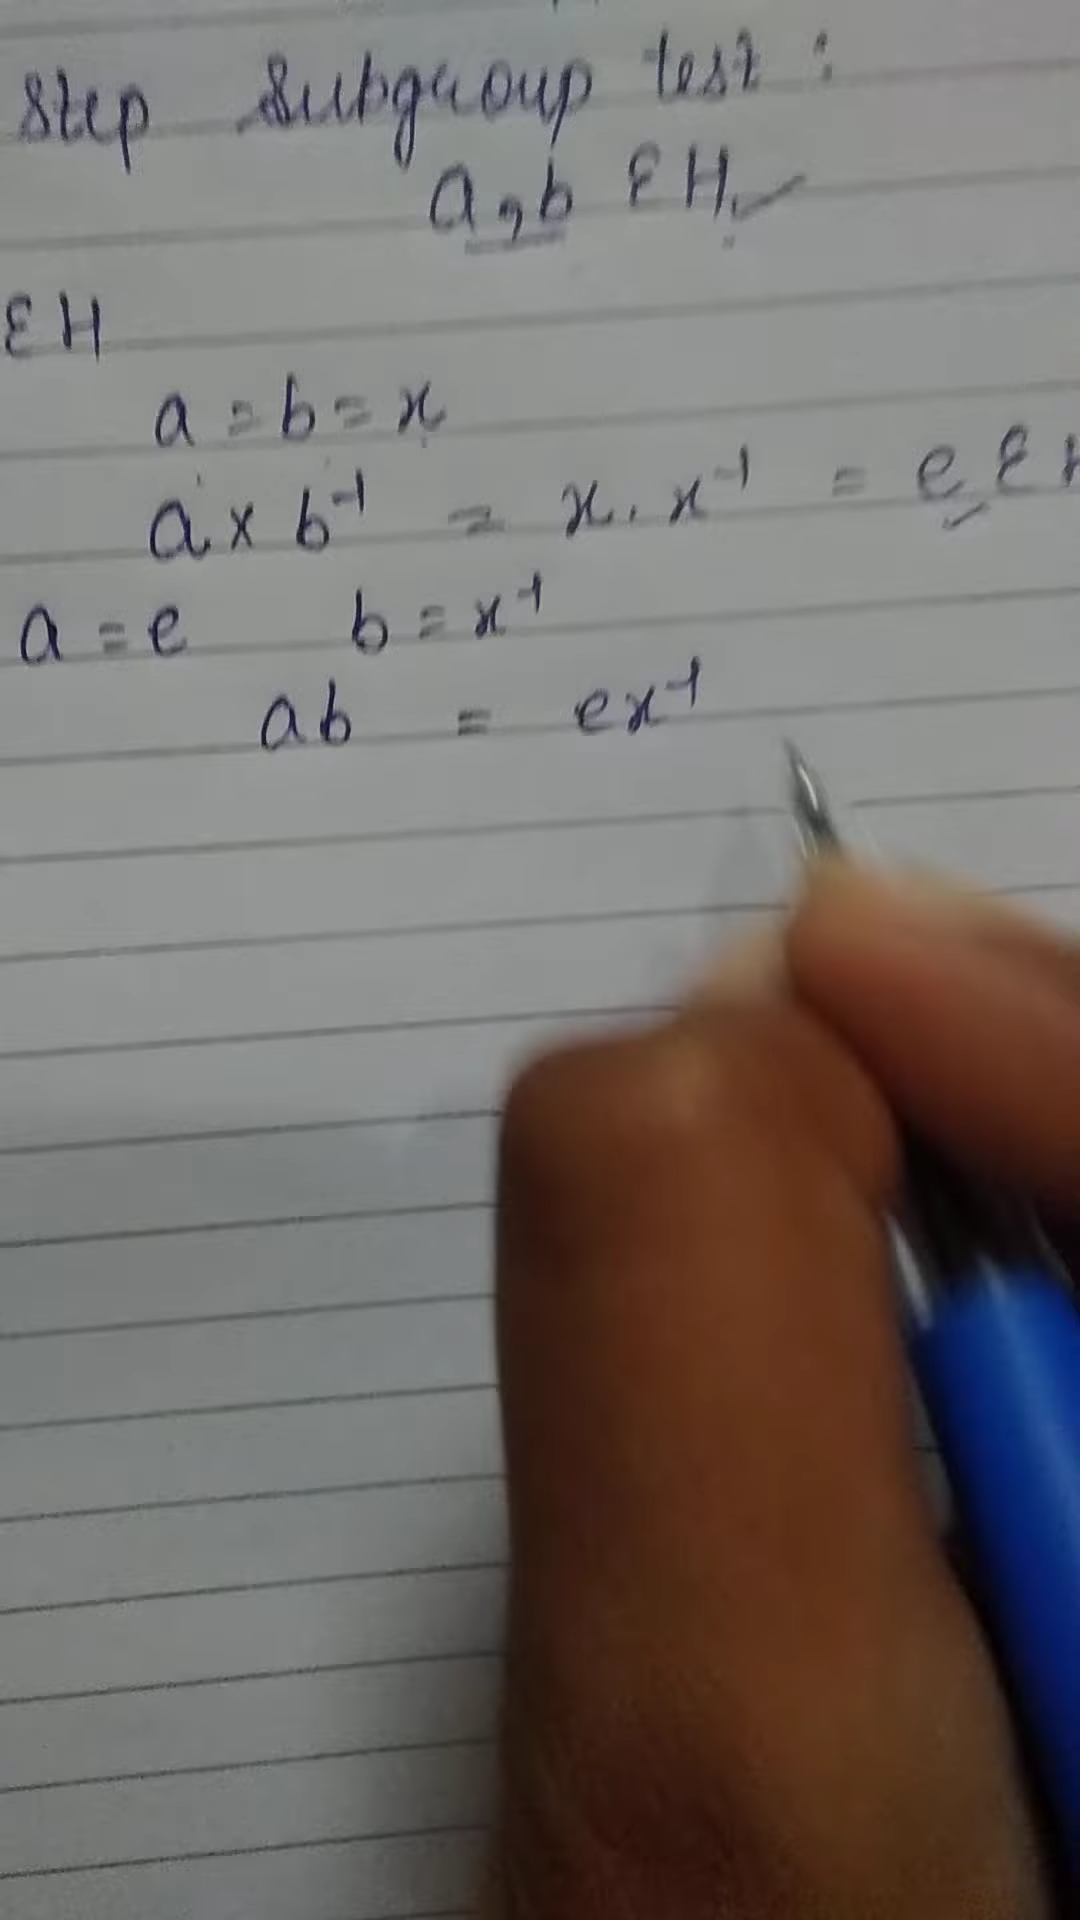 step subgroup test :
a, b ∈ H
∈ H
a = b = x
a × b⁻¹ = x . x⁻¹ = e ∈ H
a = e b = x⁻¹
ab = ex⁻¹